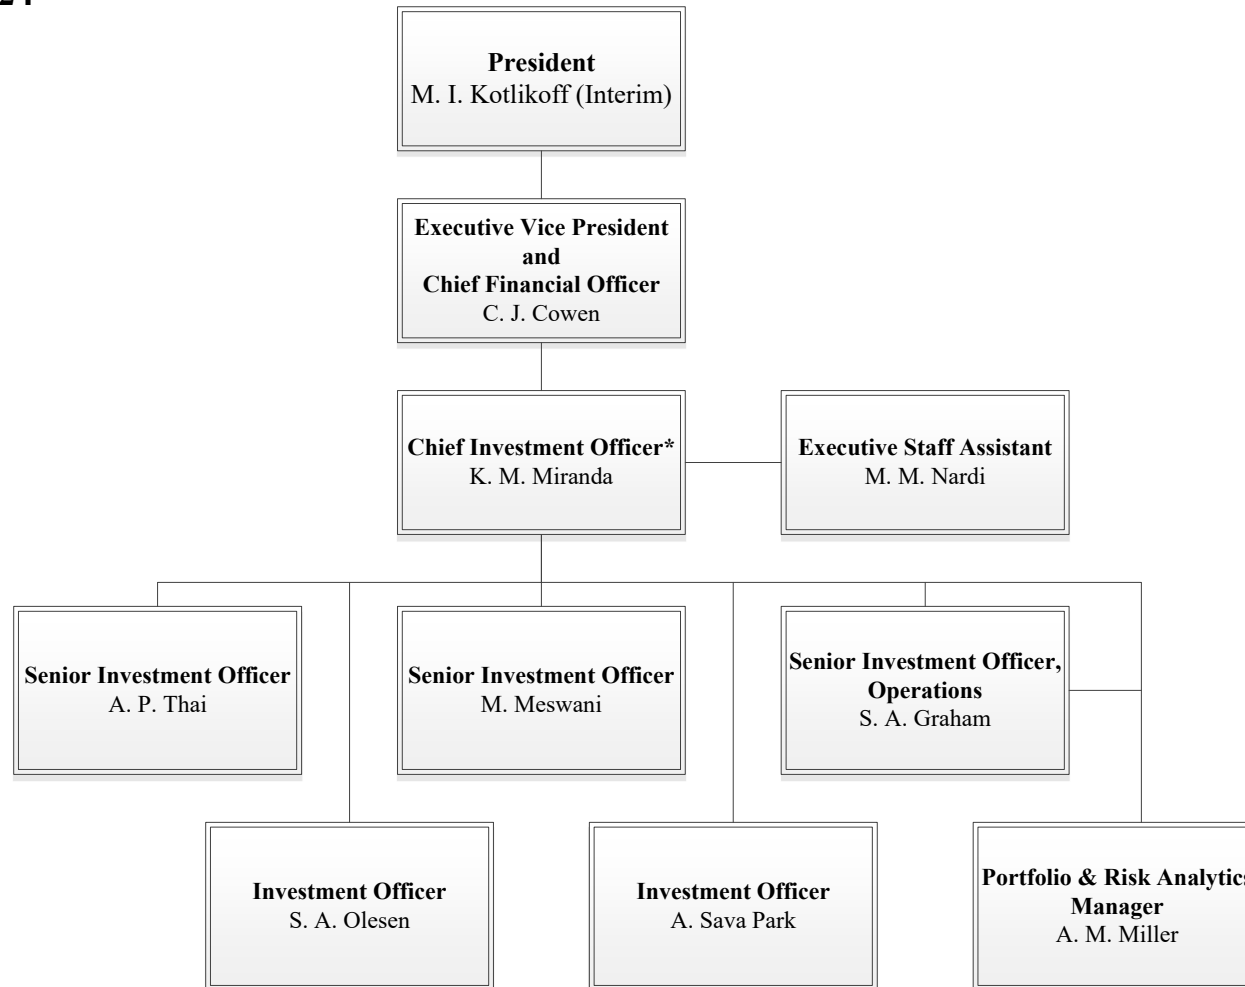 President
M. I. Kotlikoff (Interim)
Executive Vice President
and
Chief Financial Officer
C. J. Cowen
Chief Investment Officer*
K. M. Miranda
Executive Staff Assistant
M. M. Nardi
Senior Investment Officer
A. P. Thai
Senior Investment Officer
M. Meswani
Senior Investment Officer,
Operations
S. A. Graham
Investment Officer
S. A. Olesen
Investment Officer
A. Sava Park
Portfolio & Risk Analytics
Manager
A. M. Miller